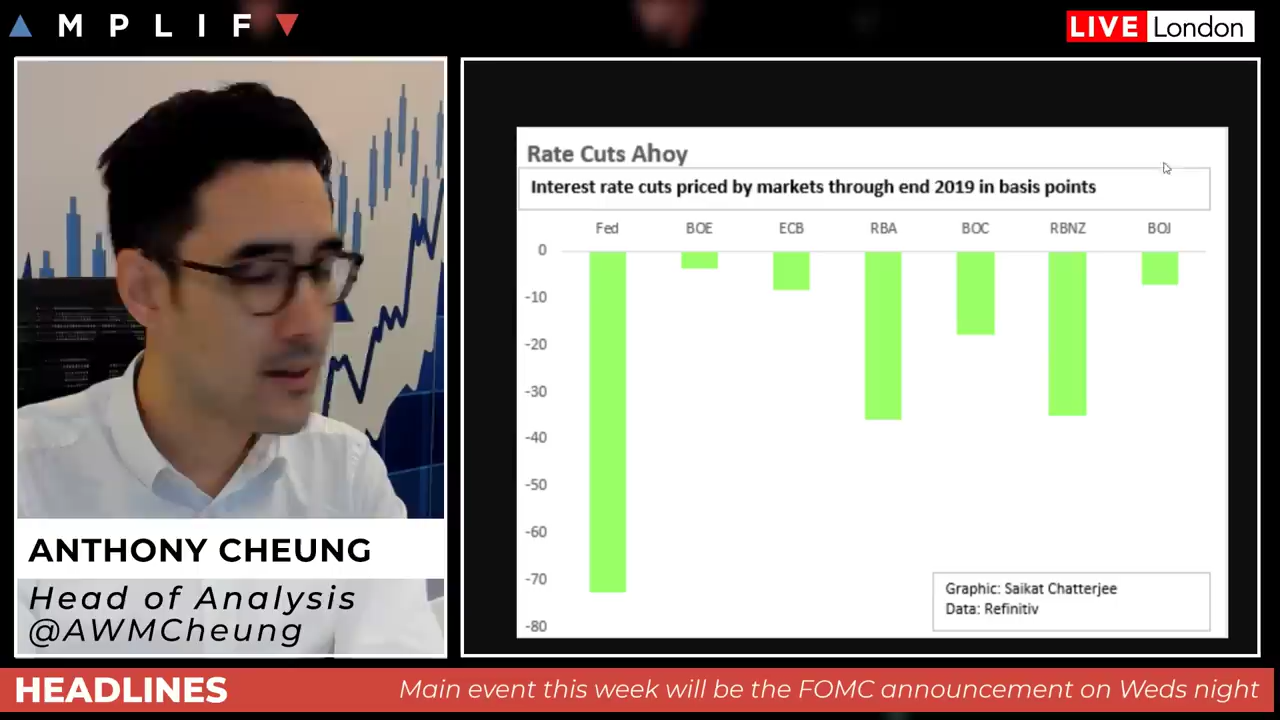 AMPLIFY
LIVE London
Rate Cuts Ahoy
Interest rate cuts priced by markets through end 2019 in basis points
Fed BOE ECB RBA BOC RBNZ BOJ
0
-10
-20
-30
-40
-50
-60
-70
-80
Graphic: Saikat Chatterjee
Data: Refinitiv
ANTHONY CHEUNG
Head of Analysis
@AWMCheung
HEADLINES Main event this week will be the FOMC announcement on Weds night